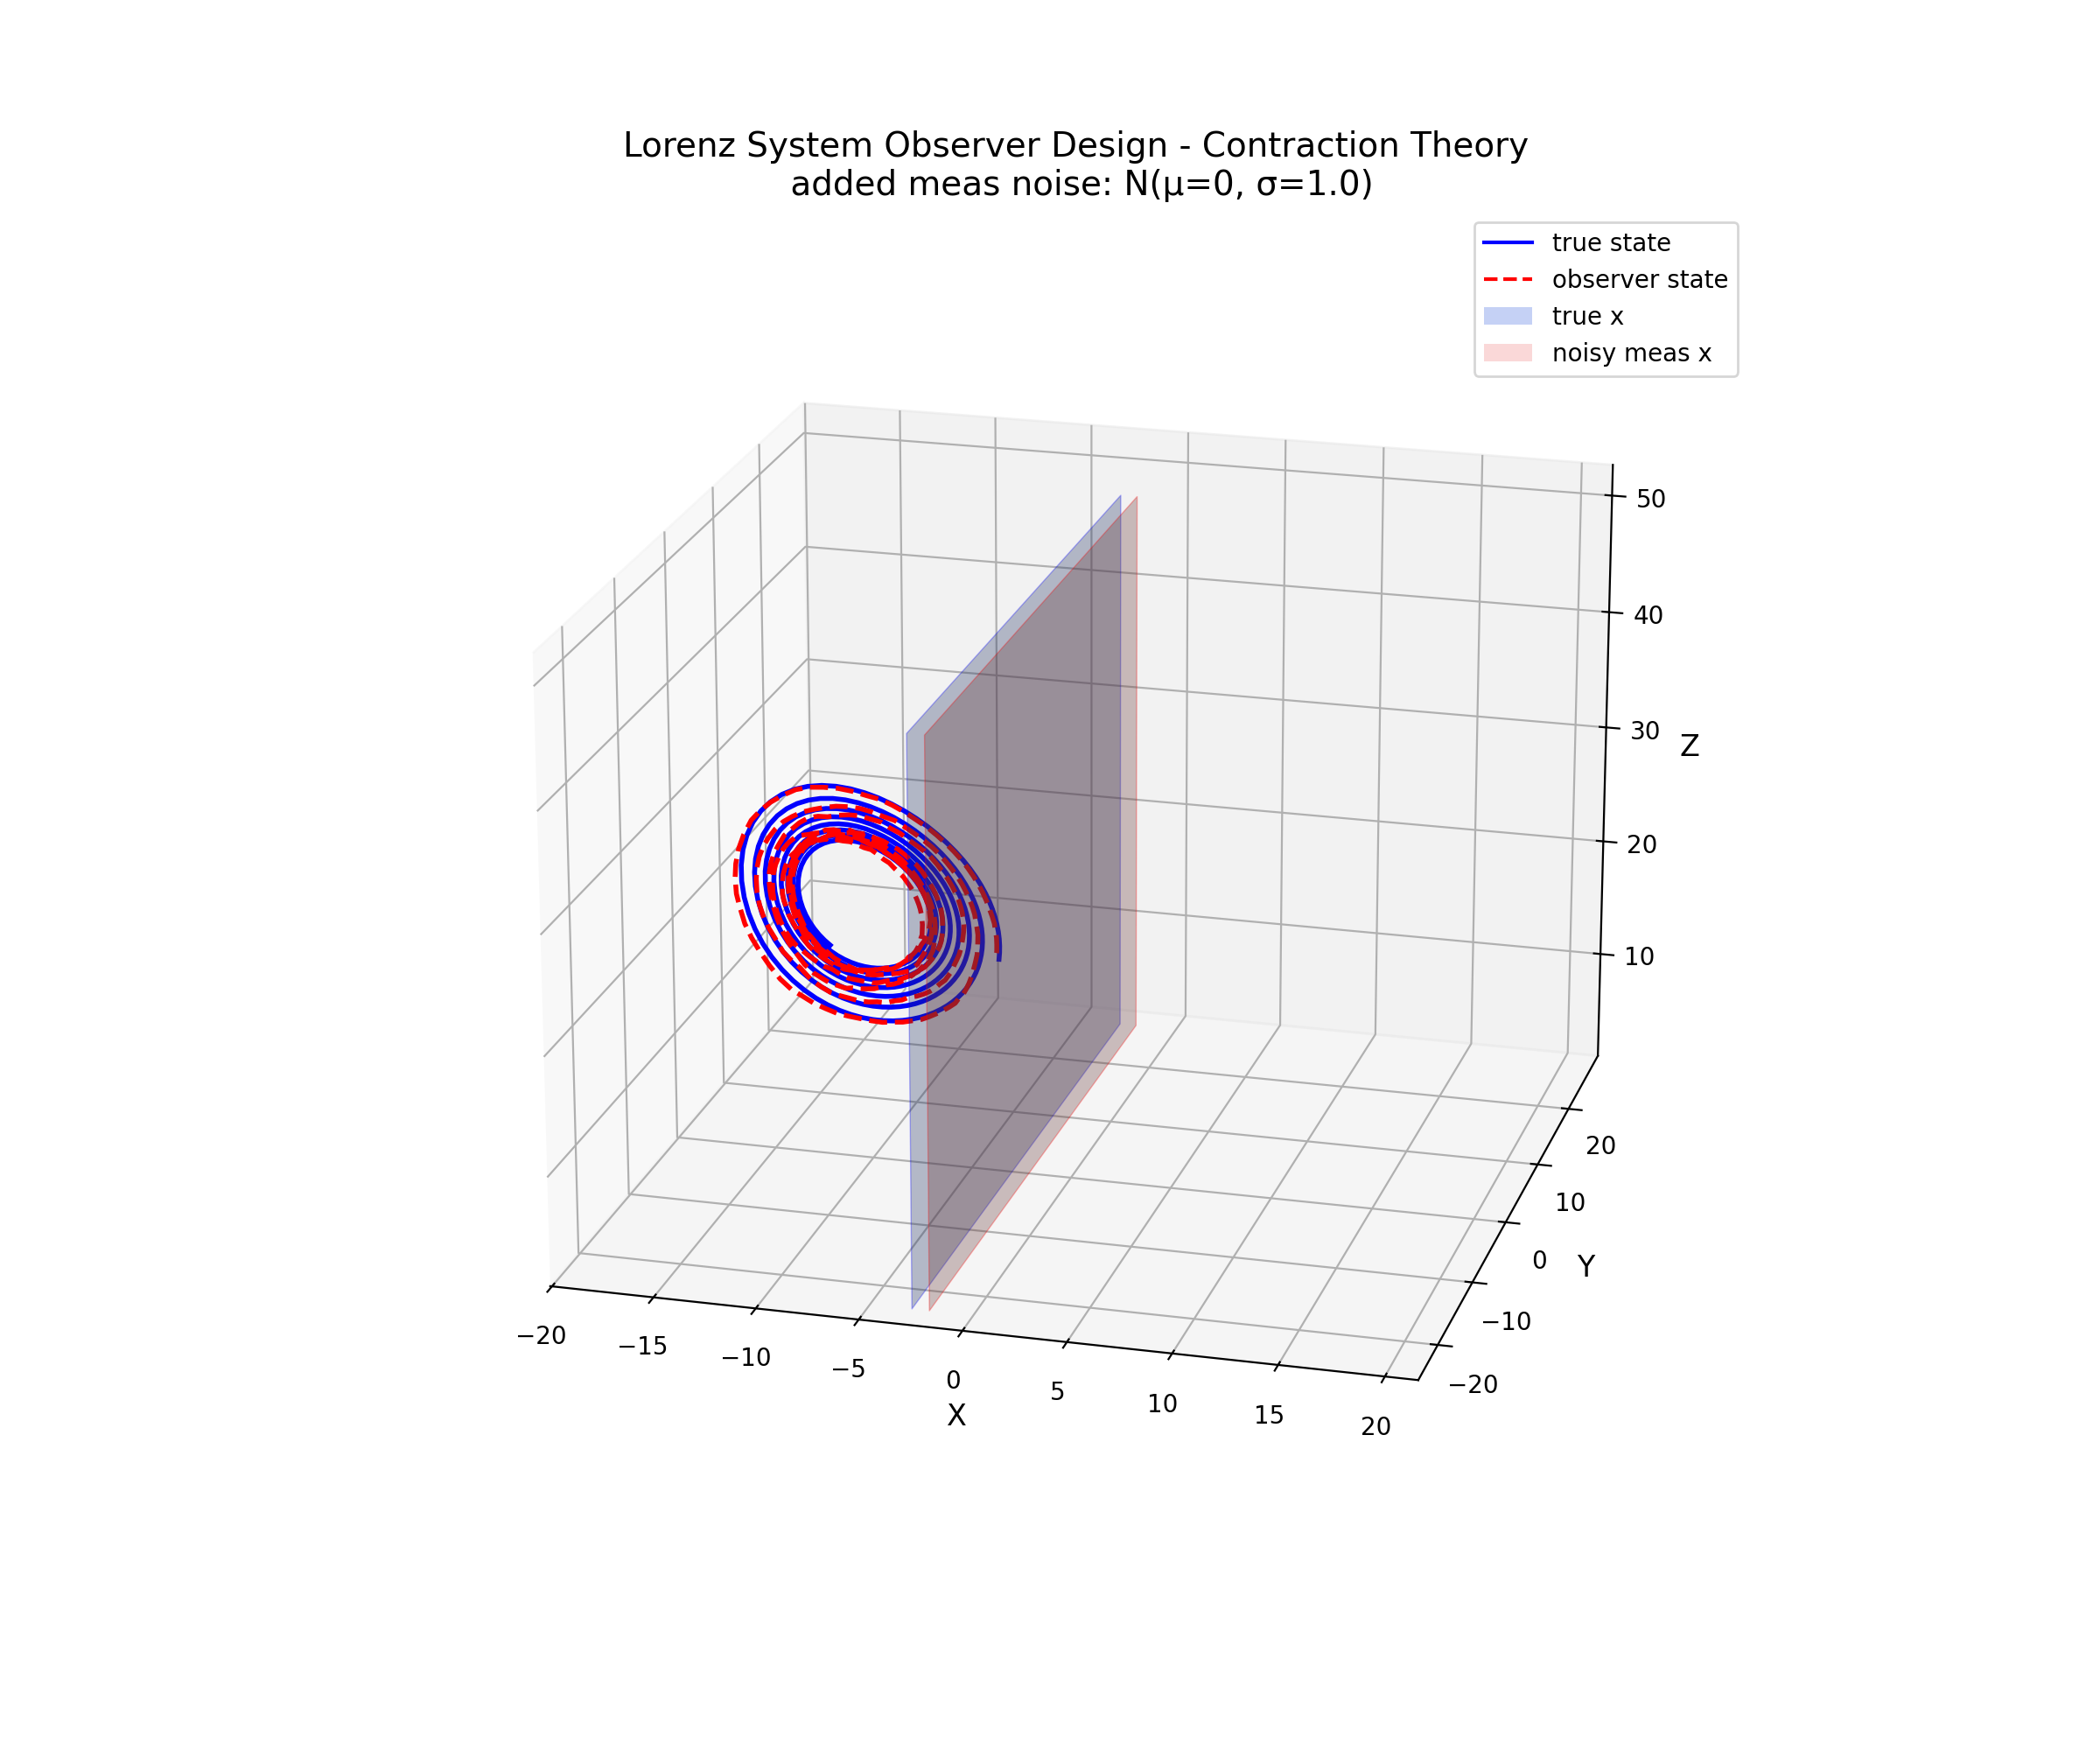 Lorenz System Observer Design - Contraction Theory
added meas noise: N(μ=0, σ=1.0)
true state
observer state
true x
noisy meas x
50
40
30
Z
20
10
20
10
0
Y
−10
−20
−20
−15
−10
−5
0
5
10
15
20
X